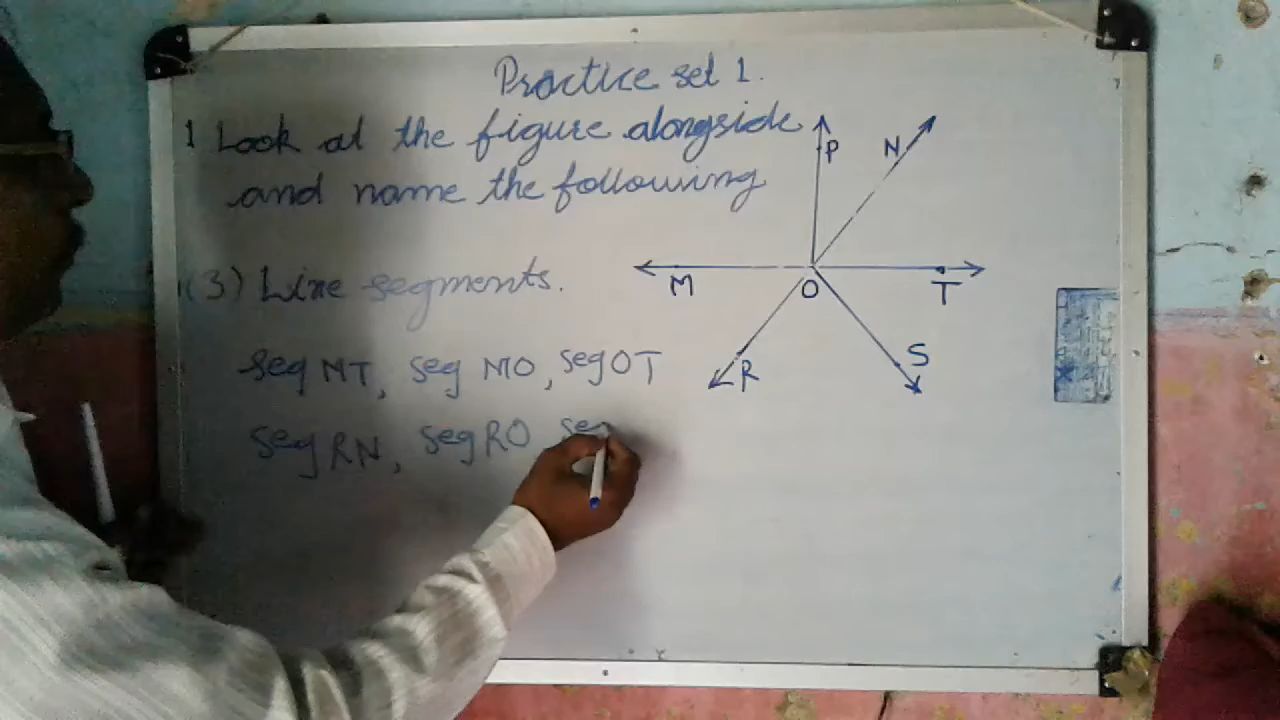 Practice set 1.
1 Look at the figure alongside
and name the following
(3) Line segments.
seg MT, seg MO, seg OT
seg RN, seg RO, seg
P
N
M
O
T
R
S